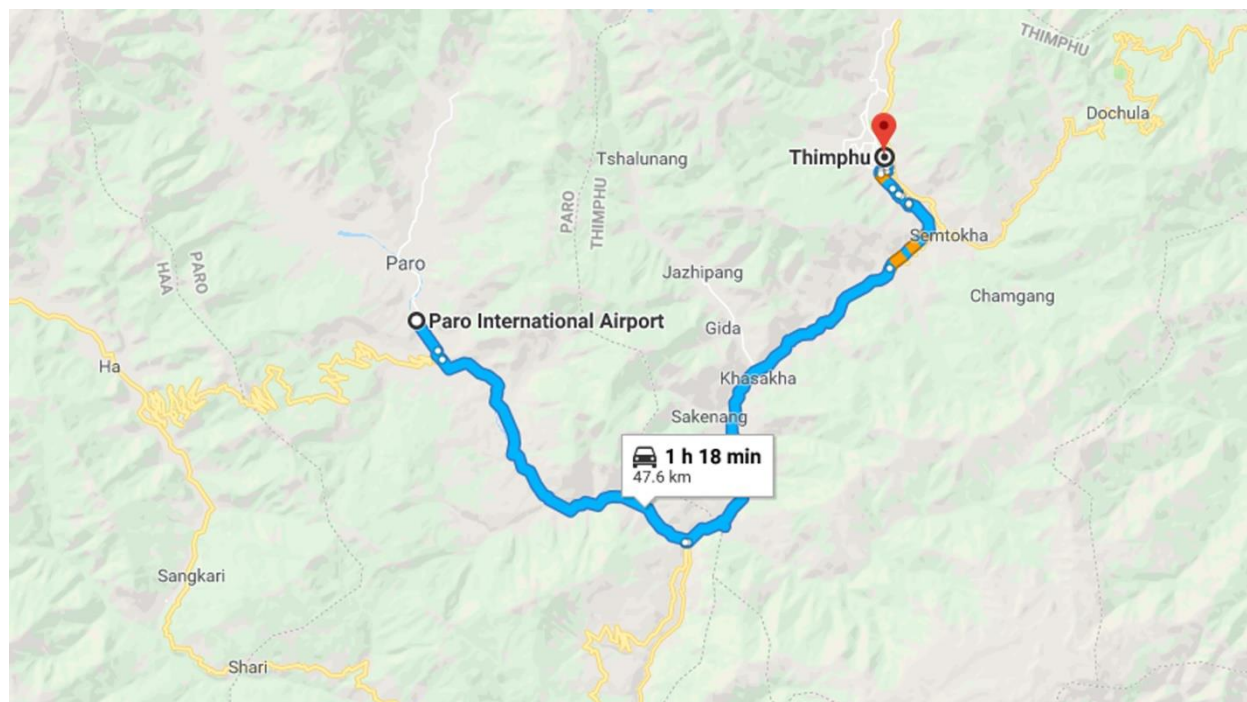 THIMPHU
Dochula
Tshalunang
Thimphu
PARO
THIMPHU
Semtokha
PARO
HAA
Paro
Jazhipang
Chamgang
Paro International Airport
Gida
Ha
Khasakha
Sakenang
1 h 18 min
47.6 km
Sangkari
Shari